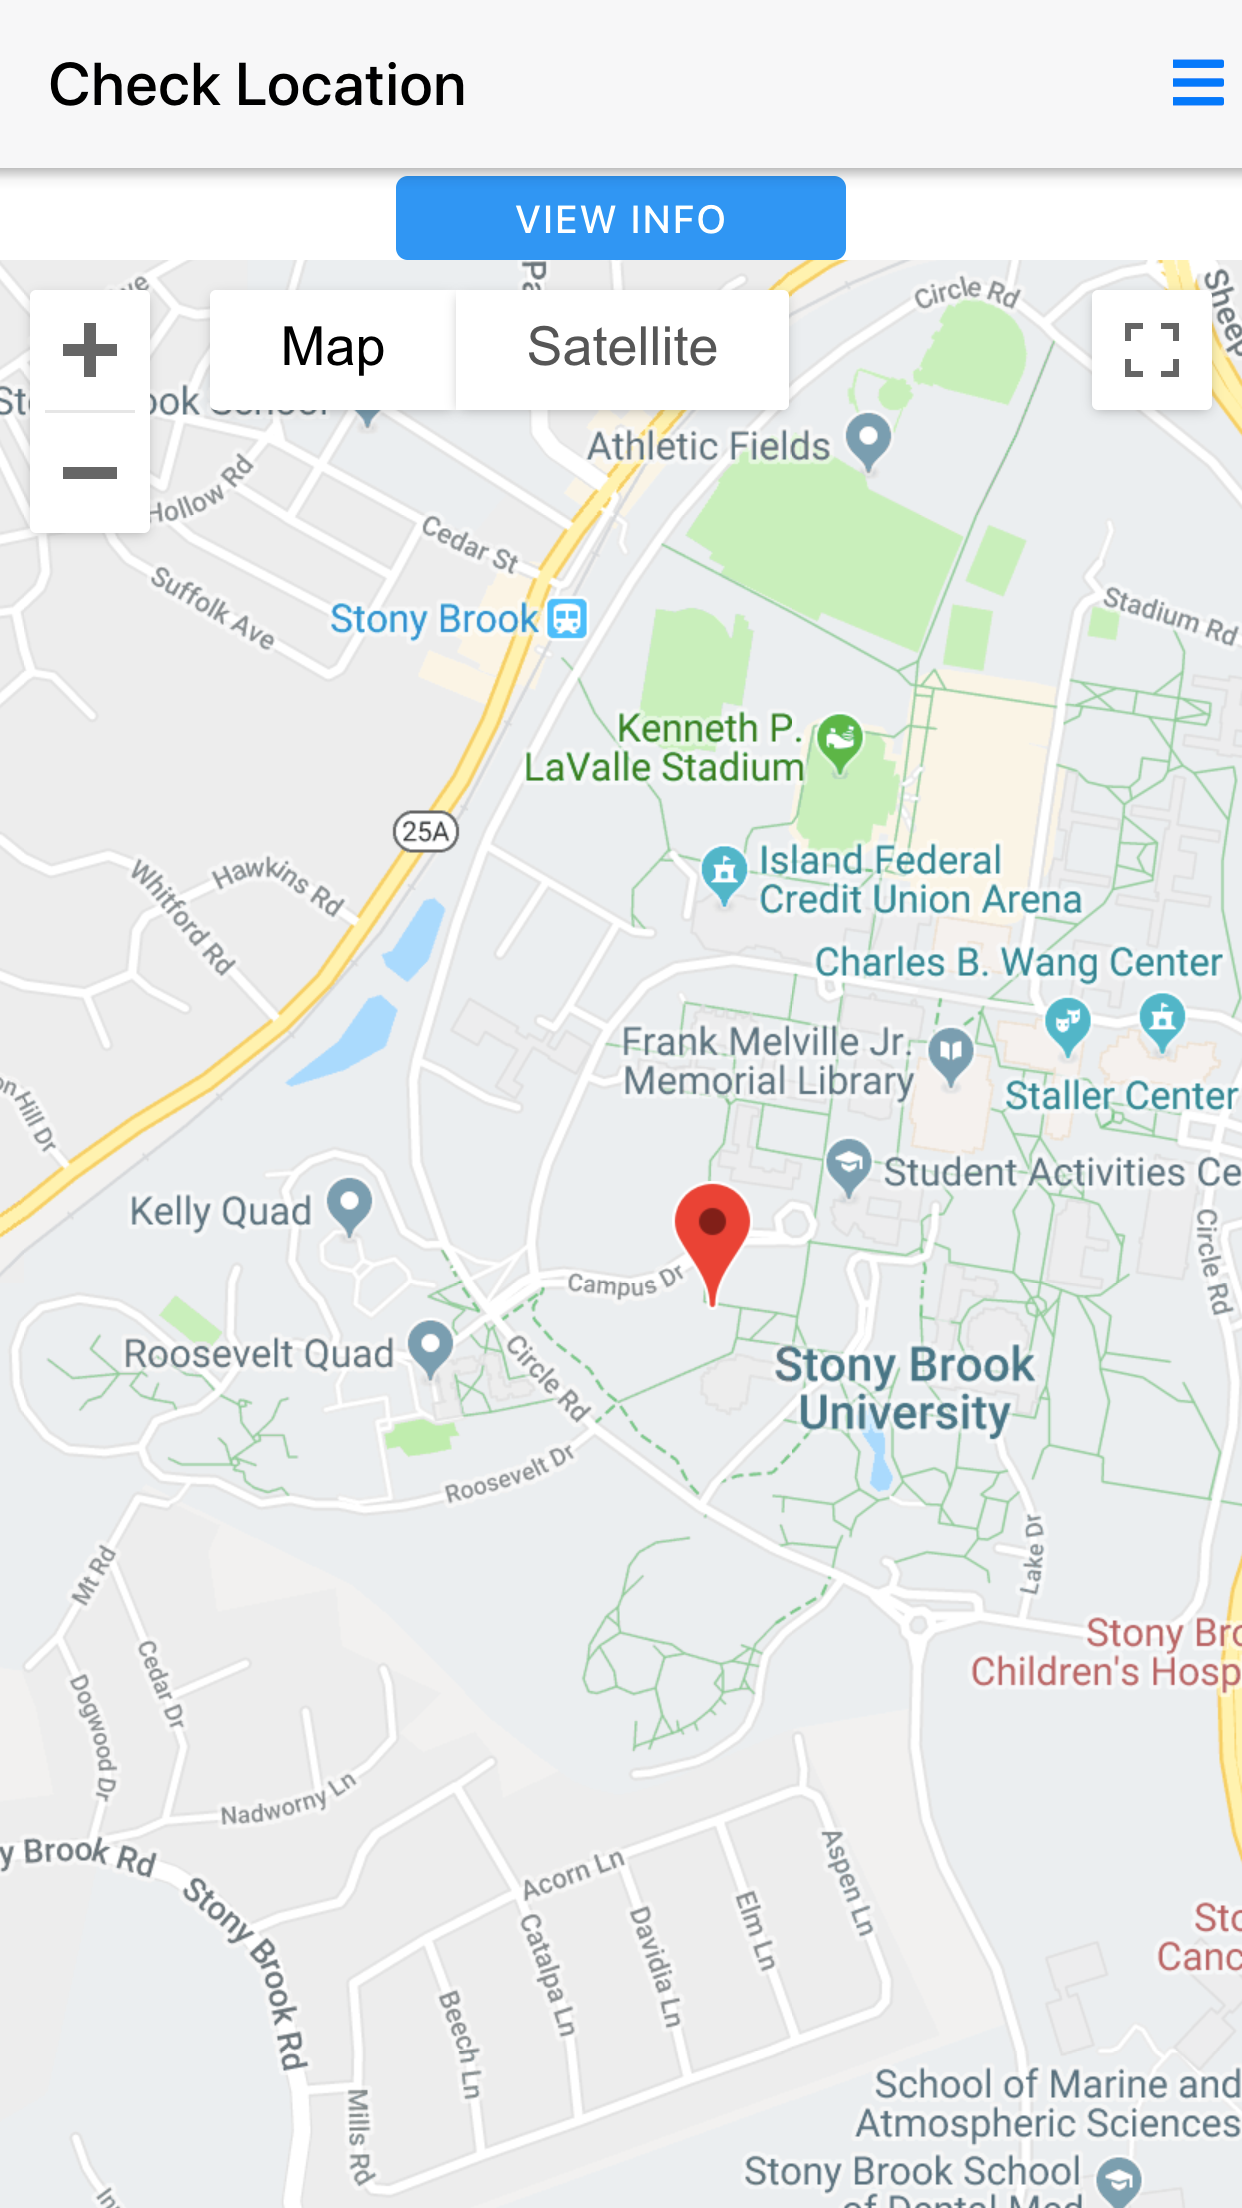 Check Location
VIEW INFO
Map
Satellite
Circle Rd
Athletic Fields
Hollow Rd
Cedar St
Suffolk Ave
Stony Brook
Stadium Rd
Kenneth P.
LaValle Stadium
25A
Island Federal
Credit Union Arena
Hawkins Rd
Whitford Rd
Charles B. Wang Center
Frank Melville Jr.
Memorial Library
Staller Center
Student Activities Ce
Kelly Quad
Circle Rd
Campus Dr
Roosevelt Quad
Circle Rd
Stony Brook
University
Roosevelt Dr
Lake Dr
Mt Rd
Cedar Dr
Dogwood Dr
Stony Bro
Children's Hosp
Nadworny Ln
y Brook Rd
Stony Brook Rd
Acorn Ln
Aspen Ln
Elm Ln
Davidia Ln
Catalpa Ln
Beech Ln
Mills Rd
Sto
Canc
School of Marine and
Atmospheric Sciences
Stony Brook School
of Dental Med